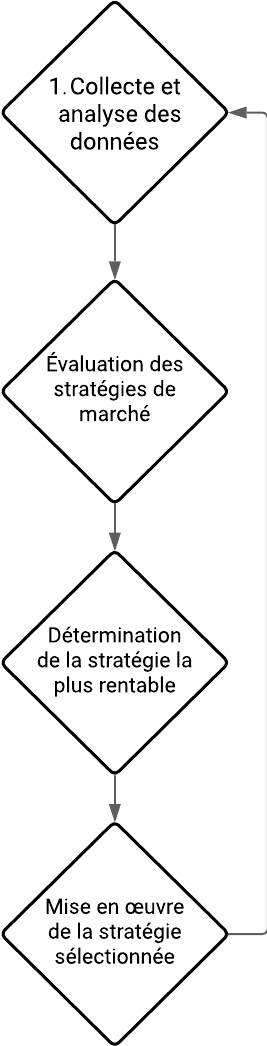 1. Collecte et
analyse des
données
Évaluation des
stratégies de
marché
Détermination
de la stratégie la
plus rentable
Mise en œuvre
de la stratégie
sélectionnée